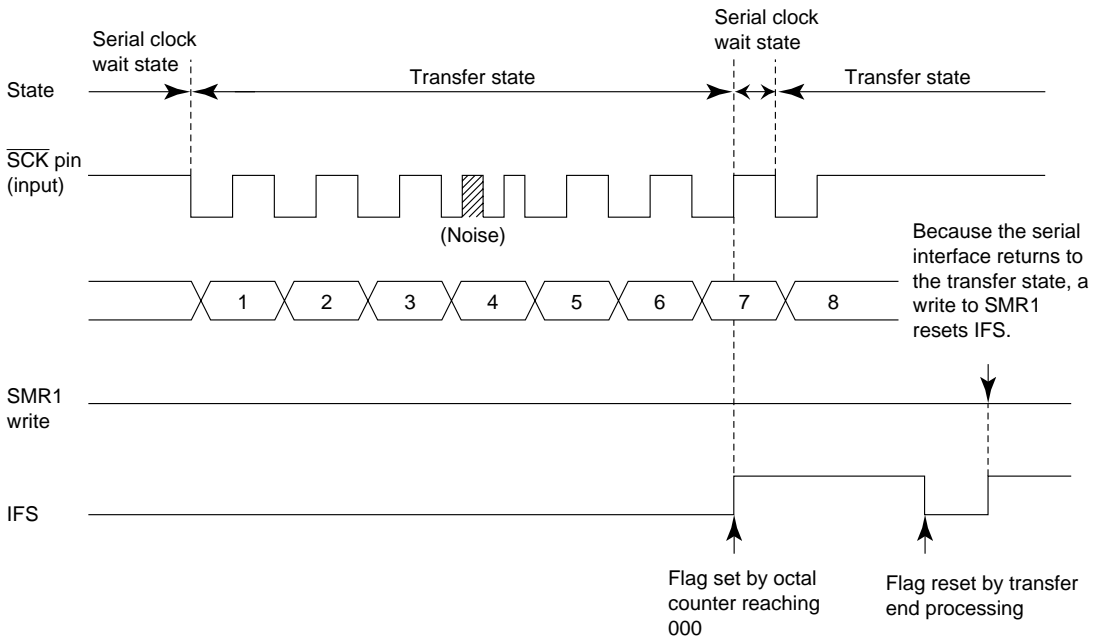 Serial clock
wait state
Serial clock
wait state
State
Transfer state
Transfer state
SCK pin
(input)
(Noise)
Because the serial
interface returns to
the transfer state, a
write to SMR1
resets IFS.
1
2
3
4
5
6
7
8
SMR1
write
IFS
Flag set by octal
counter reaching
000
Flag reset by transfer
end processing